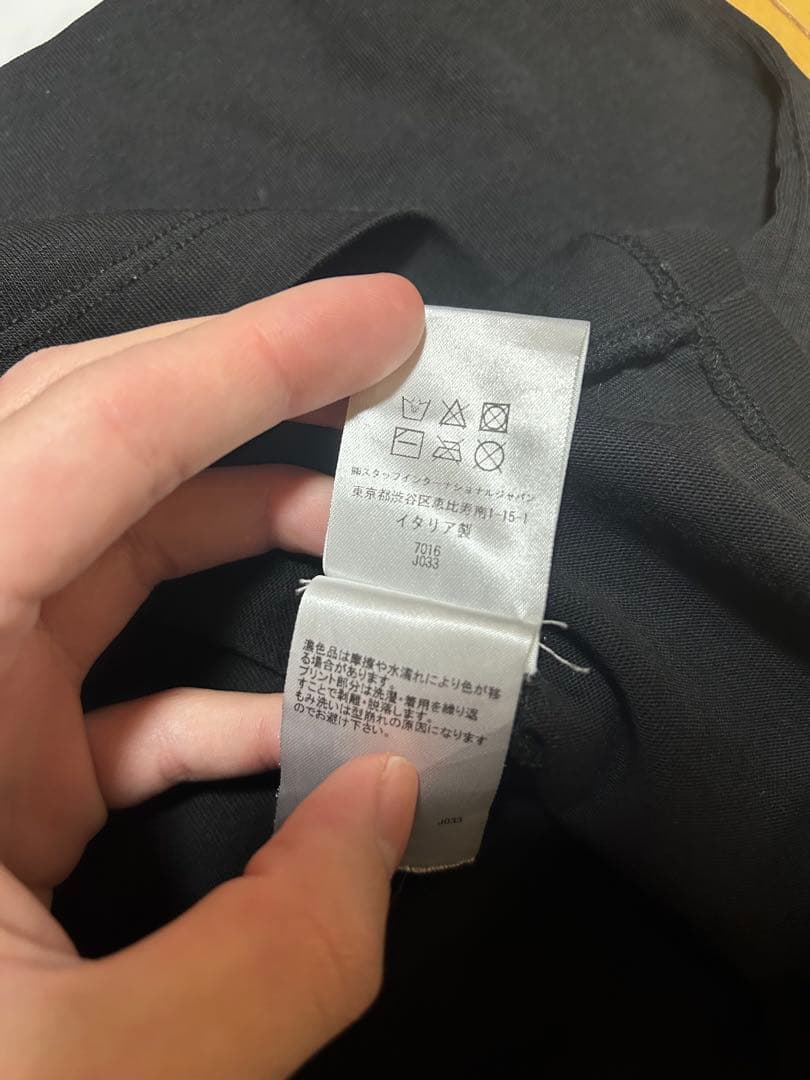 ㈱スタッフインターナショナルジャパン
東京都渋谷区恵比寿南1-15-1
イタリア製
7016
J033
濃色品は摩擦や水濡れにより色が移
る場合があります。
プリント部分は洗濯・着用を繰り返
すことで剥離・脱落します。
もみ洗いは型崩れの原因になります
のでお避け下さい。
J033